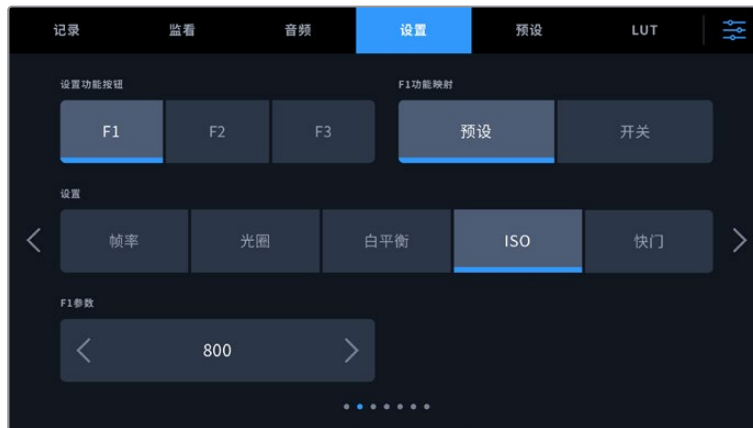 记录 监看 音频 设置 预设 LUT
设置功能按钮 F1功能映射
F1 F2 F3 预设 开关
设置
帧率 光圈 白平衡 ISO 快门
F1参数
800